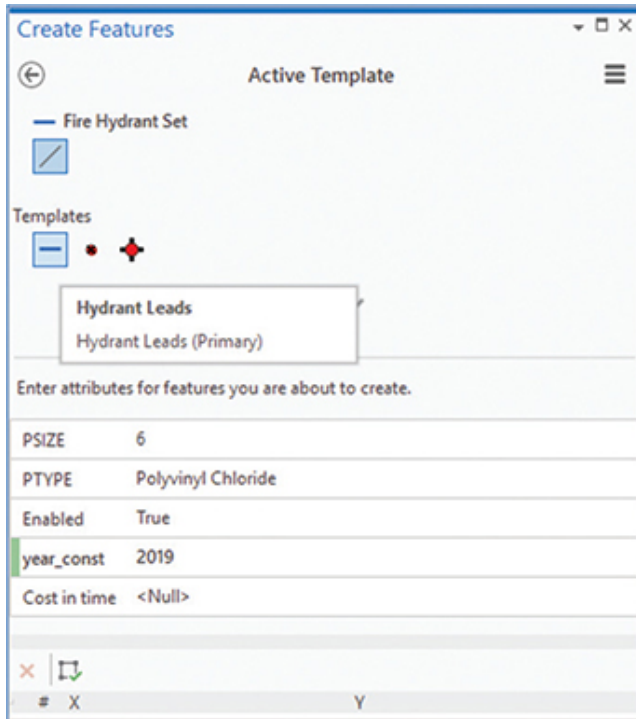 Create Features
Active Template
Fire Hydrant Set
Templates
Hydrant Leads
Hydrant Leads (Primary)
Enter attributes for features you are about to create.
PSIZE 6
PTYPE Polyvinyl Chloride
Enabled True
year_const 2019
Cost in time <Null>
# X Y